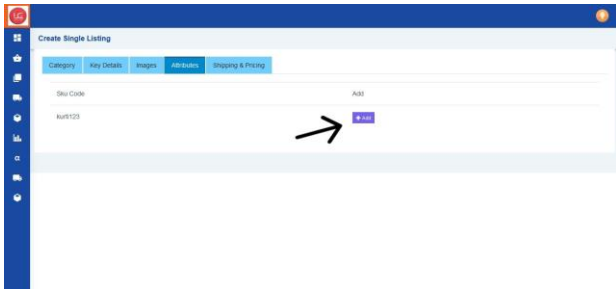 Create Single Listing
Category Key Details Images Attributes Shipping & Pricing
Sku Code Add
kurti123 + Add